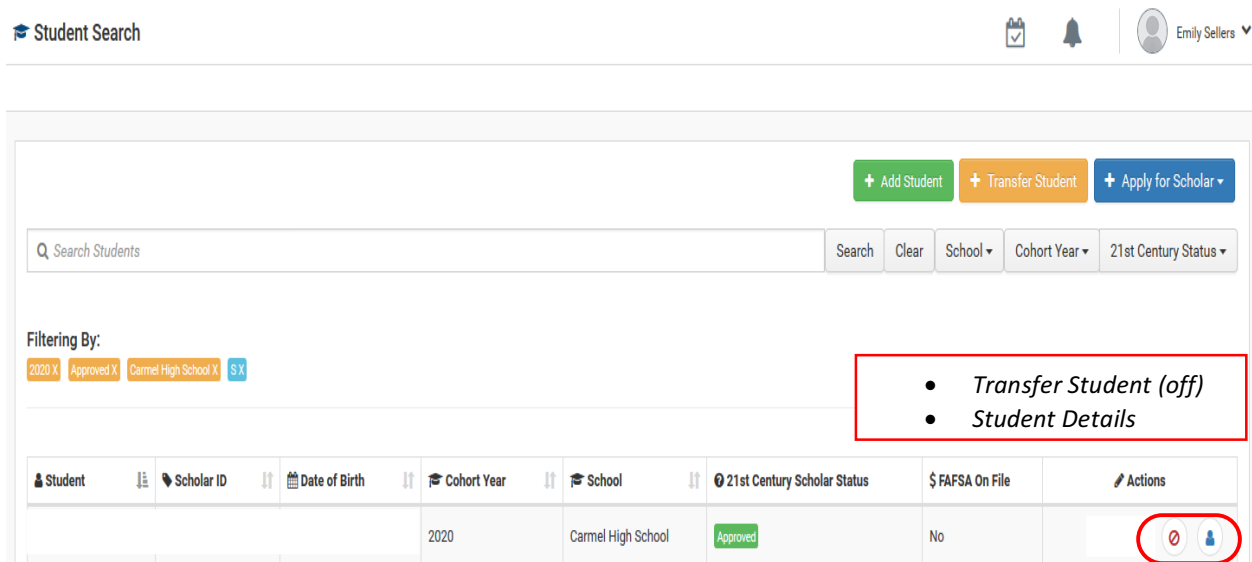 Student Search
Emily Sellers
+ Add Student
+ Transfer Student
+ Apply for Scholar
Search Students
Search
Clear
School
Cohort Year
21st Century Status
Filtering By:
2020 X
Approved X
Carmel High School X
S X
• Transfer Student (off)
• Student Details
Student
Scholar ID
Date of Birth
Cohort Year
School
21st Century Scholar Status
$ FAFSA On File
Actions
2020
Carmel High School
Approved
No